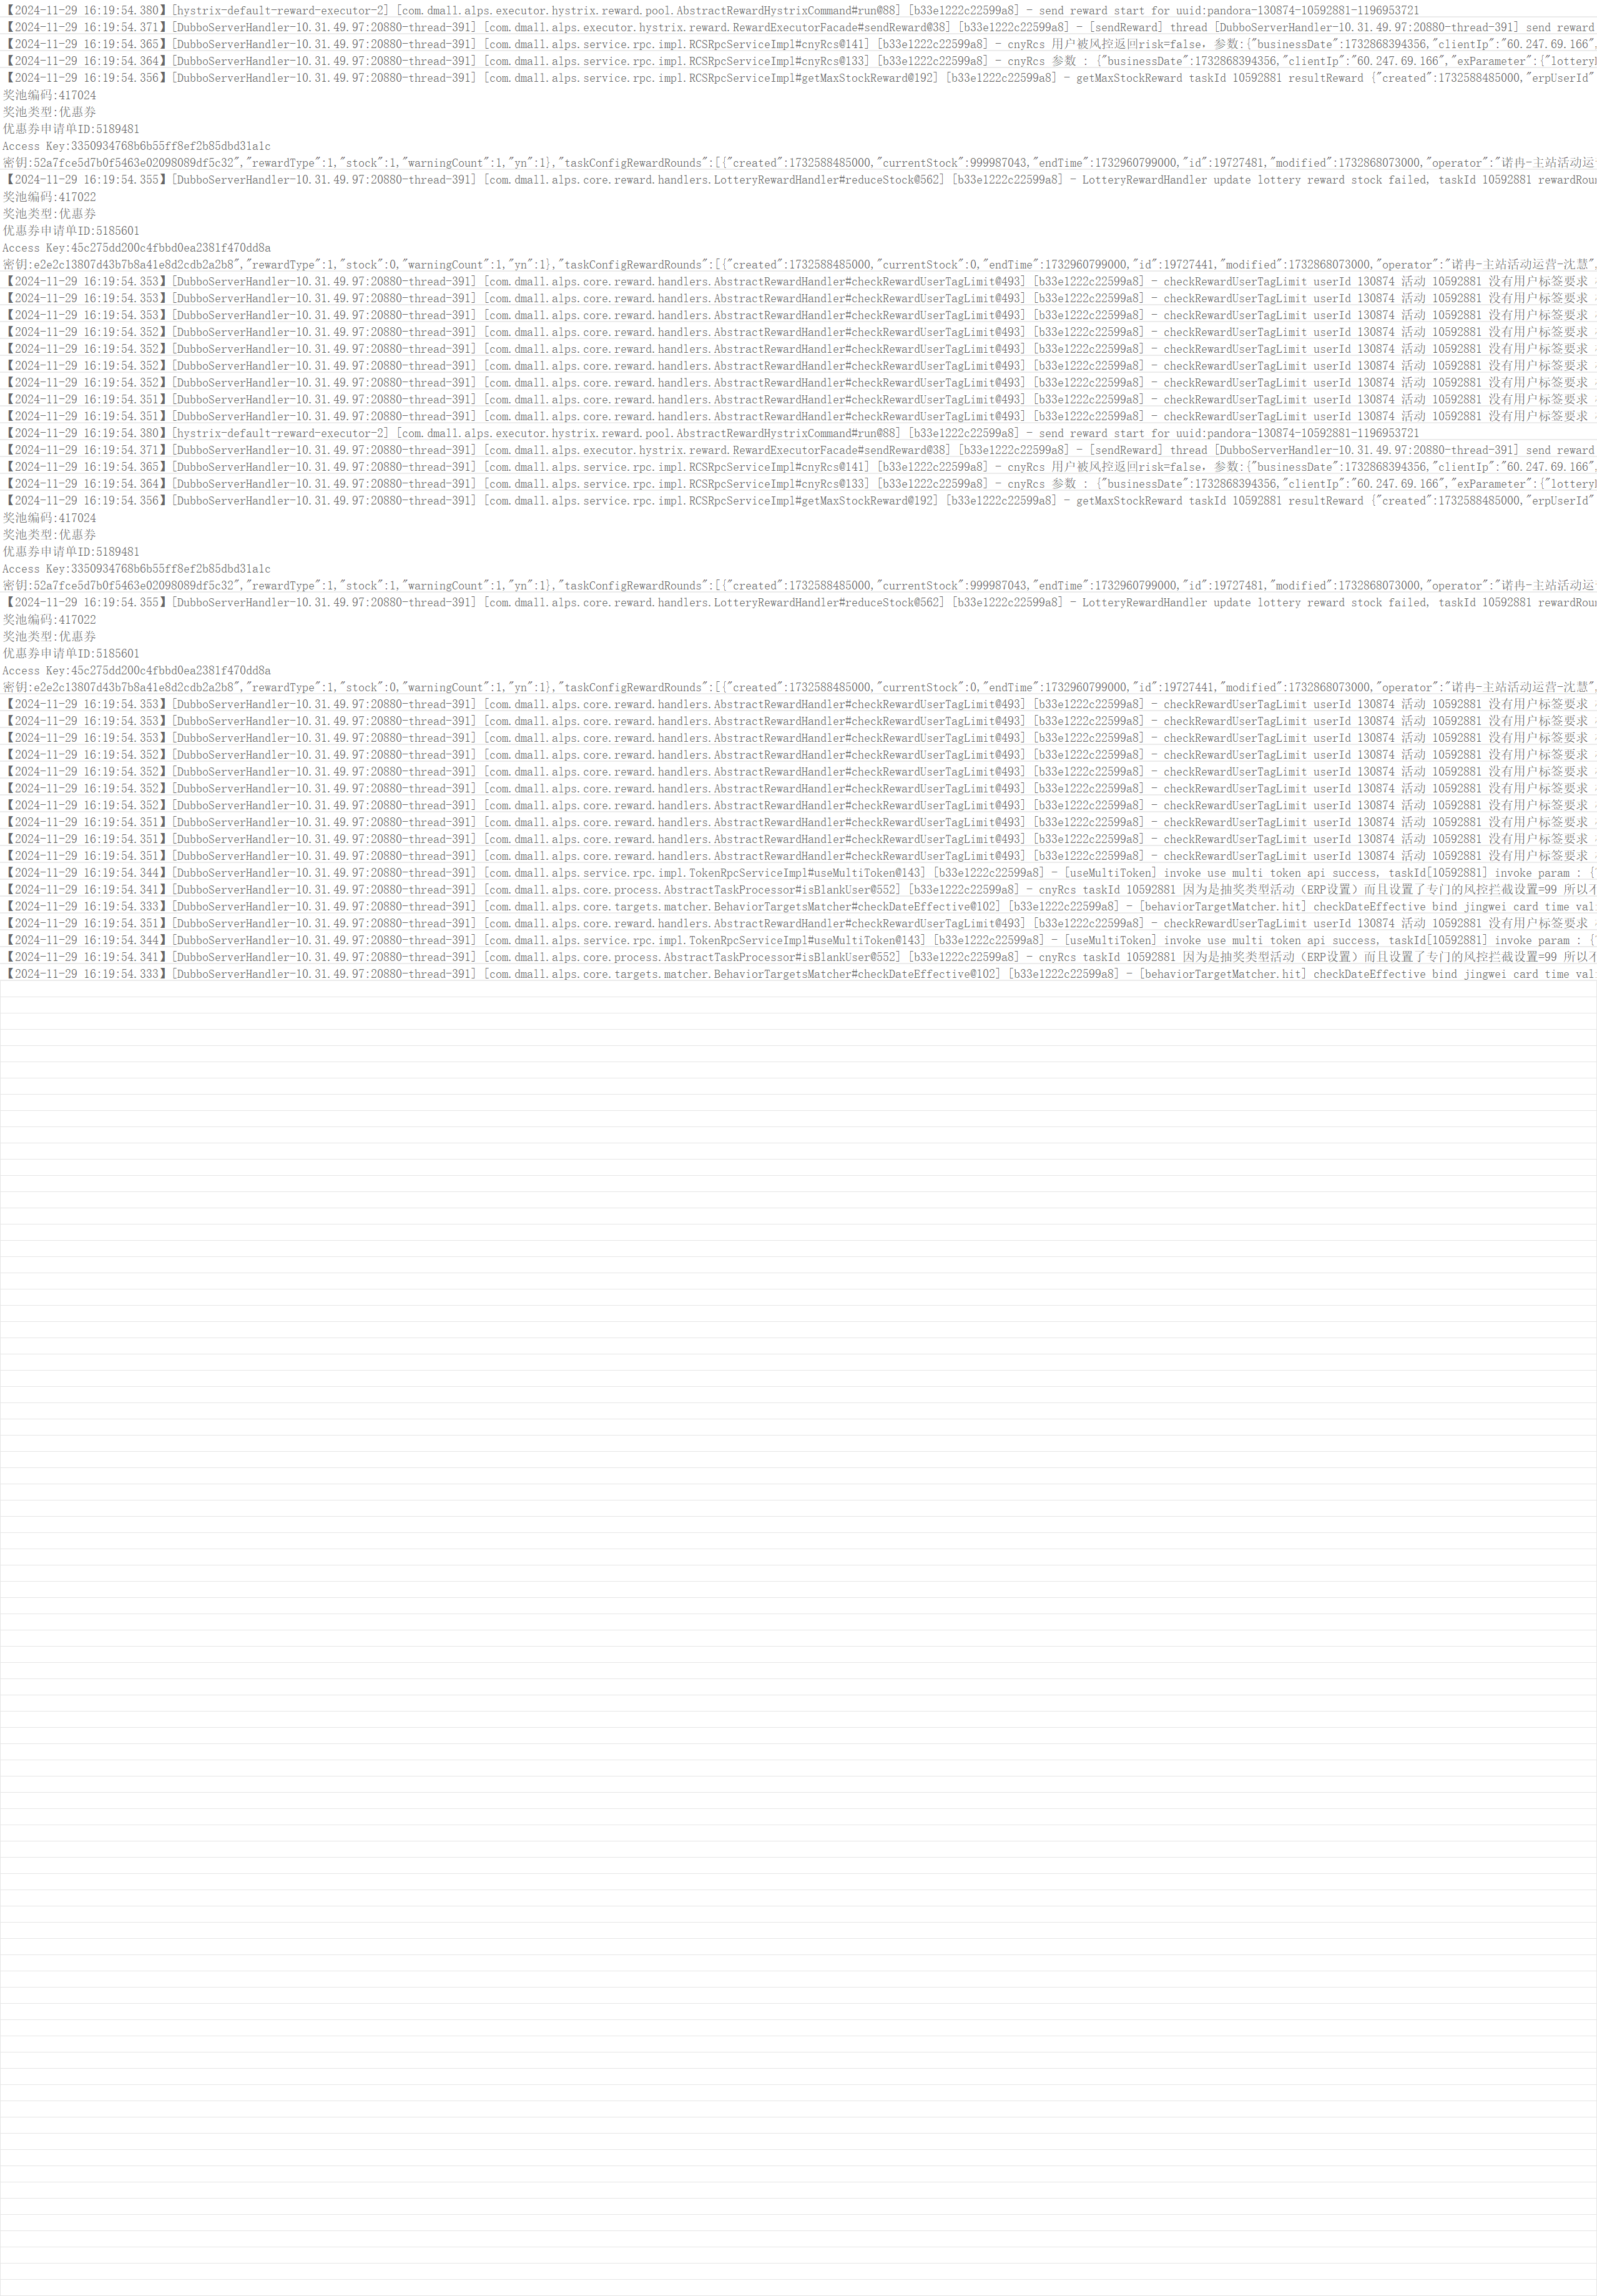 【2024-11-29 16:19:54.380】[hystrix-default-reward-executor-2] [com.dmall.alps.executor.hystrix.reward.pool.AbstractRewardHystrixCommand#run@88] [b33e1222c22599a8] - send reward start for uuid:pandora-130874-10592881-1196953721
【2024-11-29 16:19:54.371】[DubboServerHandler-10.31.49.97:20880-thread-391] [com.dmall.alps.executor.hystrix.reward.RewardExecutorFacade#sendReward@38] [b33e1222c22599a8] - [sendReward] thread [DubboServerHandler-10.31.49.97:20880-thread-391] send reward
【2024-11-29 16:19:54.365】[DubboServerHandler-10.31.49.97:20880-thread-391] [com.dmall.alps.service.rpc.impl.RCSRpcServiceImpl#cnyRcs@141] [b33e1222c22599a8] - cnyRcs 用户被风控返回risk=false, 参数:{"businessDate":1732868394356,"clientIp":"60.247.69.166",
【2024-11-29 16:19:54.364】[DubboServerHandler-10.31.49.97:20880-thread-391] [com.dmall.alps.service.rpc.impl.RCSRpcServiceImpl#cnyRcs@133] [b33e1222c22599a8] - cnyRcs 参数 : {"businessDate":1732868394356,"clientIp":"60.247.69.166","exParameter":{"lottery
【2024-11-29 16:19:54.356】[DubboServerHandler-10.31.49.97:20880-thread-391] [com.dmall.alps.service.rpc.impl.RCSRpcServiceImpl#getMaxStockReward@192] [b33e1222c22599a8] - getMaxStockReward taskId 10592881 resultReward {"created":1732588485000,"erpUserId"
奖池编码:417024
奖池类型:优惠券
优惠券申请单ID:5189481
Access Key:3350934768b6b55ff8ef2b85dbd31a1c
密钥:52a7fce5d7b0f5463e02098089df5c32","rewardType":1,"stock":1,"warningCount":1,"yn":1},"taskConfigRewardRounds":[{"created":1732588485000,"currentStock":999987043,"endTime":1732960799000,"id":19727481,"modified":1732868073000,"operator":"诺冉-主站活动运
【2024-11-29 16:19:54.355】[DubboServerHandler-10.31.49.97:20880-thread-391] [com.dmall.alps.core.reward.handlers.LotteryRewardHandler#reduceStock@562] [b33e1222c22599a8] - LotteryRewardHandler update lottery reward stock failed, taskId 10592881 rewardRou
奖池编码:417022
奖池类型:优惠券
优惠券申请单ID:5185601
Access Key:45c275dd200c4fbbd0ea2381f470dd8a
密钥:e2e2c13807d43b7b8a41e8d2cdb2a2b8","rewardType":1,"stock":0,"warningCount":1,"yn":1},"taskConfigRewardRounds":[{"created":1732588485000,"currentStock":0,"endTime":1732960799000,"id":19727441,"modified":1732868073000,"operator":"诺冉-主站活动运营-沈慧",
【2024-11-29 16:19:54.353】[DubboServerHandler-10.31.49.97:20880-thread-391] [com.dmall.alps.core.reward.handlers.AbstractRewardHandler#checkRewardUserTagLimit@493] [b33e1222c22599a8] - checkRewardUserTagLimit userId 130874 活动 10592881 没有用户标签要求
【2024-11-29 16:19:54.353】[DubboServerHandler-10.31.49.97:20880-thread-391] [com.dmall.alps.core.reward.handlers.AbstractRewardHandler#checkRewardUserTagLimit@493] [b33e1222c22599a8] - checkRewardUserTagLimit userId 130874 活动 10592881 没有用户标签要求
【2024-11-29 16:19:54.353】[DubboServerHandler-10.31.49.97:20880-thread-391] [com.dmall.alps.core.reward.handlers.AbstractRewardHandler#checkRewardUserTagLimit@493] [b33e1222c22599a8] - checkRewardUserTagLimit userId 130874 活动 10592881 没有用户标签要求
【2024-11-29 16:19:54.352】[DubboServerHandler-10.31.49.97:20880-thread-391] [com.dmall.alps.core.reward.handlers.AbstractRewardHandler#checkRewardUserTagLimit@493] [b33e1222c22599a8] - checkRewardUserTagLimit userId 130874 活动 10592881 没有用户标签要求
【2024-11-29 16:19:54.352】[DubboServerHandler-10.31.49.97:20880-thread-391] [com.dmall.alps.core.reward.handlers.AbstractRewardHandler#checkRewardUserTagLimit@493] [b33e1222c22599a8] - checkRewardUserTagLimit userId 130874 活动 10592881 没有用户标签要求
【2024-11-29 16:19:54.352】[DubboServerHandler-10.31.49.97:20880-thread-391] [com.dmall.alps.core.reward.handlers.AbstractRewardHandler#checkRewardUserTagLimit@493] [b33e1222c22599a8] - checkRewardUserTagLimit userId 130874 活动 10592881 没有用户标签要求
【2024-11-29 16:19:54.352】[DubboServerHandler-10.31.49.97:20880-thread-391] [com.dmall.alps.core.reward.handlers.AbstractRewardHandler#checkRewardUserTagLimit@493] [b33e1222c22599a8] - checkRewardUserTagLimit userId 130874 活动 10592881 没有用户标签要求
【2024-11-29 16:19:54.351】[DubboServerHandler-10.31.49.97:20880-thread-391] [com.dmall.alps.core.reward.handlers.AbstractRewardHandler#checkRewardUserTagLimit@493] [b33e1222c22599a8] - checkRewardUserTagLimit userId 130874 活动 10592881 没有用户标签要求
【2024-11-29 16:19:54.351】[DubboServerHandler-10.31.49.97:20880-thread-391] [com.dmall.alps.core.reward.handlers.AbstractRewardHandler#checkRewardUserTagLimit@493] [b33e1222c22599a8] - checkRewardUserTagLimit userId 130874 活动 10592881 没有用户标签要求
【2024-11-29 16:19:54.380】[hystrix-default-reward-executor-2] [com.dmall.alps.executor.hystrix.reward.pool.AbstractRewardHystrixCommand#run@88] [b33e1222c22599a8] - send reward start for uuid:pandora-130874-10592881-1196953721
【2024-11-29 16:19:54.371】[DubboServerHandler-10.31.49.97:20880-thread-391] [com.dmall.alps.executor.hystrix.reward.RewardExecutorFacade#sendReward@38] [b33e1222c22599a8] - [sendReward] thread [DubboServerHandler-10.31.49.97:20880-thread-391] send reward
【2024-11-29 16:19:54.365】[DubboServerHandler-10.31.49.97:20880-thread-391] [com.dmall.alps.service.rpc.impl.RCSRpcServiceImpl#cnyRcs@141] [b33e1222c22599a8] - cnyRcs 用户被风控返回risk=false, 参数:{"businessDate":1732868394356,"clientIp":"60.247.69.166",
【2024-11-29 16:19:54.364】[DubboServerHandler-10.31.49.97:20880-thread-391] [com.dmall.alps.service.rpc.impl.RCSRpcServiceImpl#cnyRcs@133] [b33e1222c22599a8] - cnyRcs 参数 : {"businessDate":1732868394356,"clientIp":"60.247.69.166","exParameter":{"lottery
【2024-11-29 16:19:54.356】[DubboServerHandler-10.31.49.97:20880-thread-391] [com.dmall.alps.service.rpc.impl.RCSRpcServiceImpl#getMaxStockReward@192] [b33e1222c22599a8] - getMaxStockReward taskId 10592881 resultReward {"created":1732588485000,"erpUserId"
奖池编码:417024
奖池类型:优惠券
优惠券申请单ID:5189481
Access Key:3350934768b6b55ff8ef2b85dbd31a1c
密钥:52a7fce5d7b0f5463e02098089df5c32","rewardType":1,"stock":1,"warningCount":1,"yn":1},"taskConfigRewardRounds":[{"created":1732588485000,"currentStock":999987043,"endTime":1732960799000,"id":19727481,"modified":1732868073000,"operator":"诺冉-主站活动运
【2024-11-29 16:19:54.355】[DubboServerHandler-10.31.49.97:20880-thread-391] [com.dmall.alps.core.reward.handlers.LotteryRewardHandler#reduceStock@562] [b33e1222c22599a8] - LotteryRewardHandler update lottery reward stock failed, taskId 10592881 rewardRou
奖池编码:417022
奖池类型:优惠券
优惠券申请单ID:5185601
Access Key:45c275dd200c4fbbd0ea2381f470dd8a
密钥:e2e2c13807d43b7b8a41e8d2cdb2a2b8","rewardType":1,"stock":0,"warningCount":1,"yn":1},"taskConfigRewardRounds":[{"created":1732588485000,"currentStock":0,"endTime":1732960799000,"id":19727441,"modified":1732868073000,"operator":"诺冉-主站活动运营-沈慧",
【2024-11-29 16:19:54.353】[DubboServerHandler-10.31.49.97:20880-thread-391] [com.dmall.alps.core.reward.handlers.AbstractRewardHandler#checkRewardUserTagLimit@493] [b33e1222c22599a8] - checkRewardUserTagLimit userId 130874 活动 10592881 没有用户标签要求
【2024-11-29 16:19:54.353】[DubboServerHandler-10.31.49.97:20880-thread-391] [com.dmall.alps.core.reward.handlers.AbstractRewardHandler#checkRewardUserTagLimit@493] [b33e1222c22599a8] - checkRewardUserTagLimit userId 130874 活动 10592881 没有用户标签要求
【2024-11-29 16:19:54.353】[DubboServerHandler-10.31.49.97:20880-thread-391] [com.dmall.alps.core.reward.handlers.AbstractRewardHandler#checkRewardUserTagLimit@493] [b33e1222c22599a8] - checkRewardUserTagLimit userId 130874 活动 10592881 没有用户标签要求
【2024-11-29 16:19:54.352】[DubboServerHandler-10.31.49.97:20880-thread-391] [com.dmall.alps.core.reward.handlers.AbstractRewardHandler#checkRewardUserTagLimit@493] [b33e1222c22599a8] - checkRewardUserTagLimit userId 130874 活动 10592881 没有用户标签要求
【2024-11-29 16:19:54.352】[DubboServerHandler-10.31.49.97:20880-thread-391] [com.dmall.alps.core.reward.handlers.AbstractRewardHandler#checkRewardUserTagLimit@493] [b33e1222c22599a8] - checkRewardUserTagLimit userId 130874 活动 10592881 没有用户标签要求
【2024-11-29 16:19:54.352】[DubboServerHandler-10.31.49.97:20880-thread-391] [com.dmall.alps.core.reward.handlers.AbstractRewardHandler#checkRewardUserTagLimit@493] [b33e1222c22599a8] - checkRewardUserTagLimit userId 130874 活动 10592881 没有用户标签要求
【2024-11-29 16:19:54.352】[DubboServerHandler-10.31.49.97:20880-thread-391] [com.dmall.alps.core.reward.handlers.AbstractRewardHandler#checkRewardUserTagLimit@493] [b33e1222c22599a8] - checkRewardUserTagLimit userId 130874 活动 10592881 没有用户标签要求
【2024-11-29 16:19:54.351】[DubboServerHandler-10.31.49.97:20880-thread-391] [com.dmall.alps.core.reward.handlers.AbstractRewardHandler#checkRewardUserTagLimit@493] [b33e1222c22599a8] - checkRewardUserTagLimit userId 130874 活动 10592881 没有用户标签要求
【2024-11-29 16:19:54.351】[DubboServerHandler-10.31.49.97:20880-thread-391] [com.dmall.alps.core.reward.handlers.AbstractRewardHandler#checkRewardUserTagLimit@493] [b33e1222c22599a8] - checkRewardUserTagLimit userId 130874 活动 10592881 没有用户标签要求
【2024-11-29 16:19:54.351】[DubboServerHandler-10.31.49.97:20880-thread-391] [com.dmall.alps.core.reward.handlers.AbstractRewardHandler#checkRewardUserTagLimit@493] [b33e1222c22599a8] - checkRewardUserTagLimit userId 130874 活动 10592881 没有用户标签要求
【2024-11-29 16:19:54.344】[DubboServerHandler-10.31.49.97:20880-thread-391] [com.dmall.alps.service.rpc.impl.TokenRpcServiceImpl#useMultiToken@143] [b33e1222c22599a8] - [useMultiToken] invoke use multi token api success, taskId[10592881] invoke param : {
【2024-11-29 16:19:54.341】[DubboServerHandler-10.31.49.97:20880-thread-391] [com.dmall.alps.core.process.AbstractTaskProcessor#isBlankUser@552] [b33e1222c22599a8] - cnyRcs taskId 10592881 因为是抽奖类型活动（ERP设置）而且设置了专门的风控拦截设置=99 所以不
【2024-11-29 16:19:54.333】[DubboServerHandler-10.31.49.97:20880-thread-391] [com.dmall.alps.core.targets.matcher.BehaviorTargetsMatcher#checkDateEffective@102] [b33e1222c22599a8] - [behaviorTargetMatcher.hit] checkDateEffective bind jingwei card time val
【2024-11-29 16:19:54.351】[DubboServerHandler-10.31.49.97:20880-thread-391] [com.dmall.alps.core.reward.handlers.AbstractRewardHandler#checkRewardUserTagLimit@493] [b33e1222c22599a8] - checkRewardUserTagLimit userId 130874 活动 10592881 没有用户标签要求
【2024-11-29 16:19:54.344】[DubboServerHandler-10.31.49.97:20880-thread-391] [com.dmall.alps.service.rpc.impl.TokenRpcServiceImpl#useMultiToken@143] [b33e1222c22599a8] - [useMultiToken] invoke use multi token api success, taskId[10592881] invoke param : {
【2024-11-29 16:19:54.341】[DubboServerHandler-10.31.49.97:20880-thread-391] [com.dmall.alps.core.process.AbstractTaskProcessor#isBlankUser@552] [b33e1222c22599a8] - cnyRcs taskId 10592881 因为是抽奖类型活动（ERP设置）而且设置了专门的风控拦截设置=99 所以不
【2024-11-29 16:19:54.333】[DubboServerHandler-10.31.49.97:20880-thread-391] [com.dmall.alps.core.targets.matcher.BehaviorTargetsMatcher#checkDateEffective@102] [b33e1222c22599a8] - [behaviorTargetMatcher.hit] checkDateEffective bind jingwei card time val